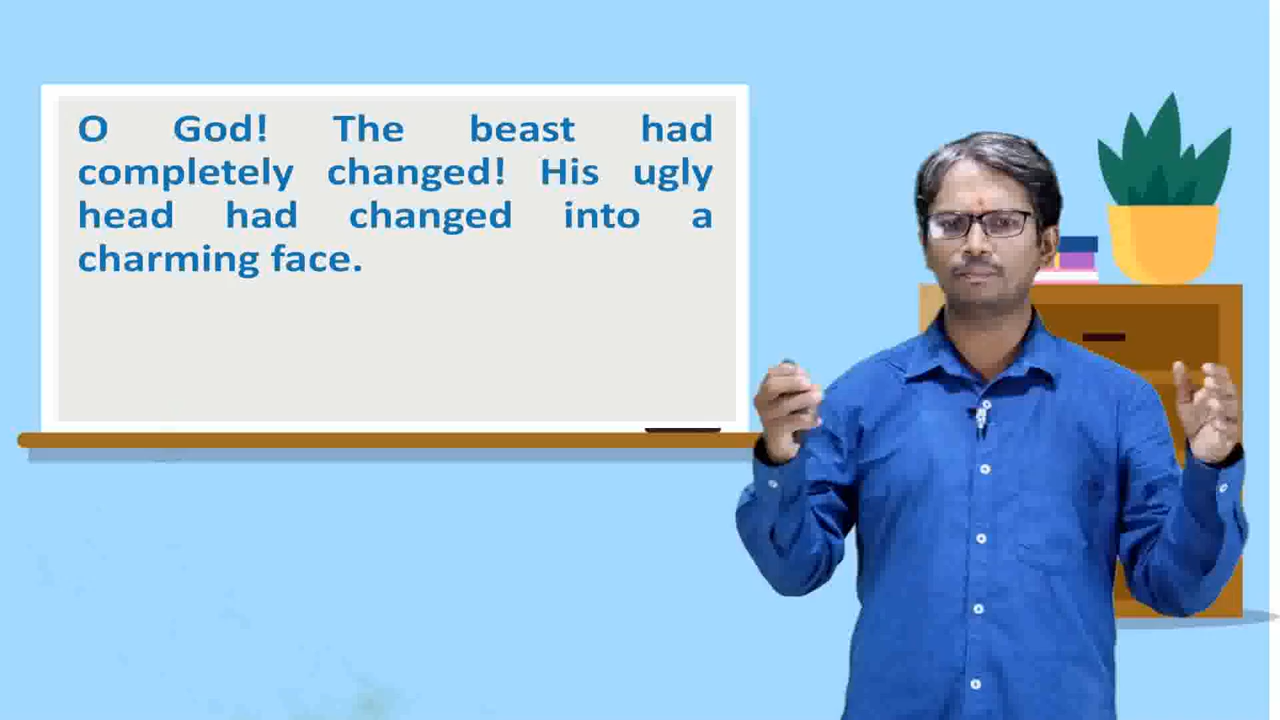 O God! The beast had
completely changed! His ugly
head had changed into a
charming face.